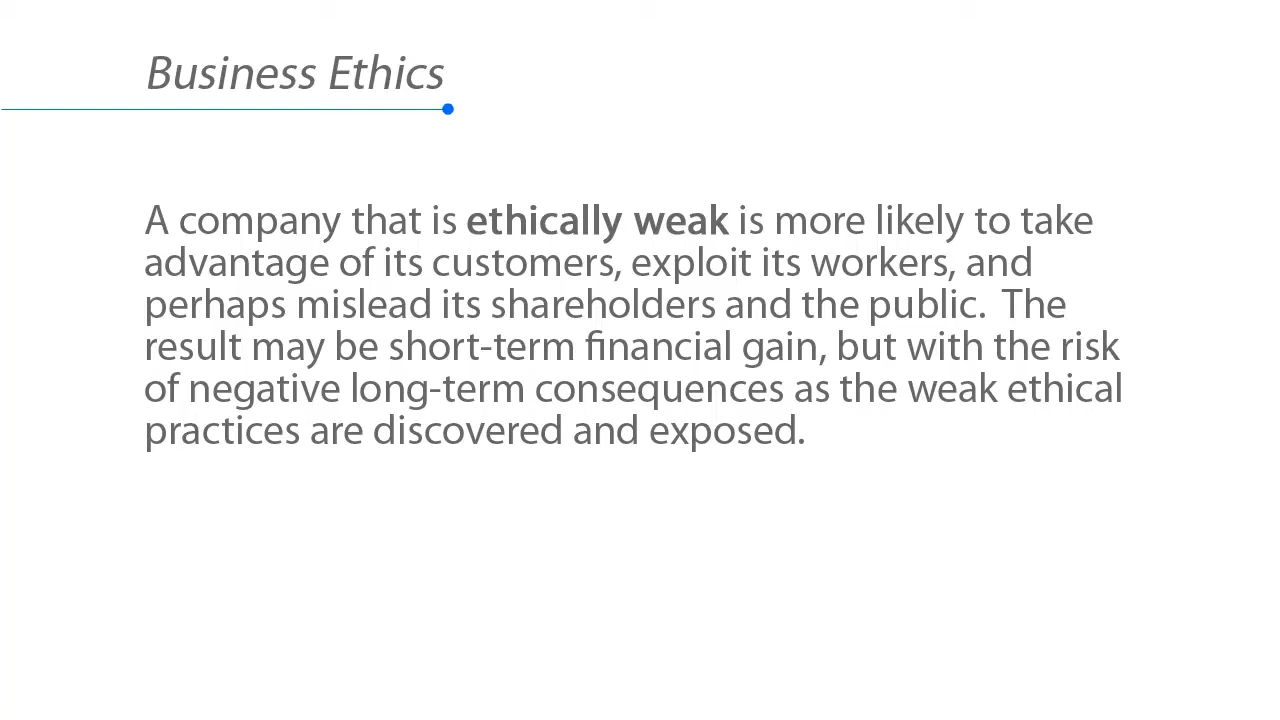 Business Ethics
A company that is ethically weak is more likely to take
advantage of its customers, exploit its workers, and
perhaps mislead its shareholders and the public.  The
result may be short-term financial gain, but with the risk
of negative long-term consequences as the weak ethical
practices are discovered and exposed.